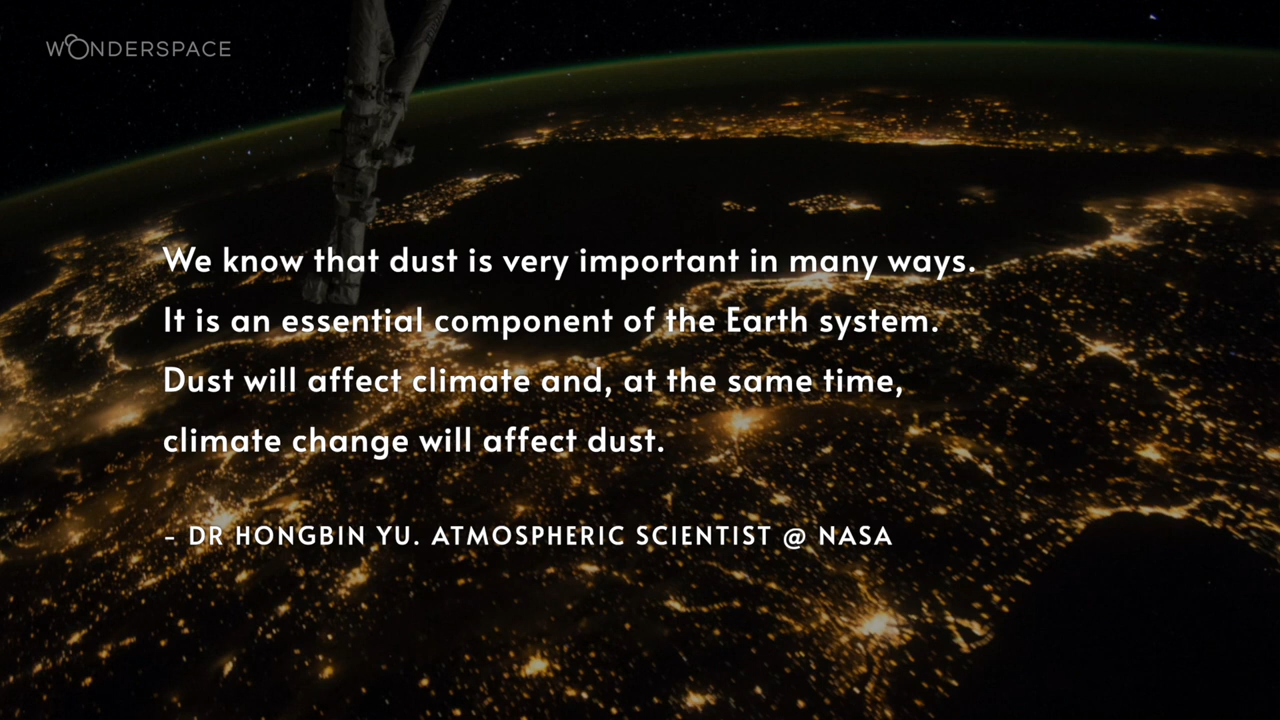 WONDERSPACE
We know that dust is very important in many ways.
It is an essential component of the Earth system.
Dust will affect climate and, at the same time,
climate change will affect dust.
- DR HONGBIN YU. ATMOSPHERIC SCIENTIST @ NASA